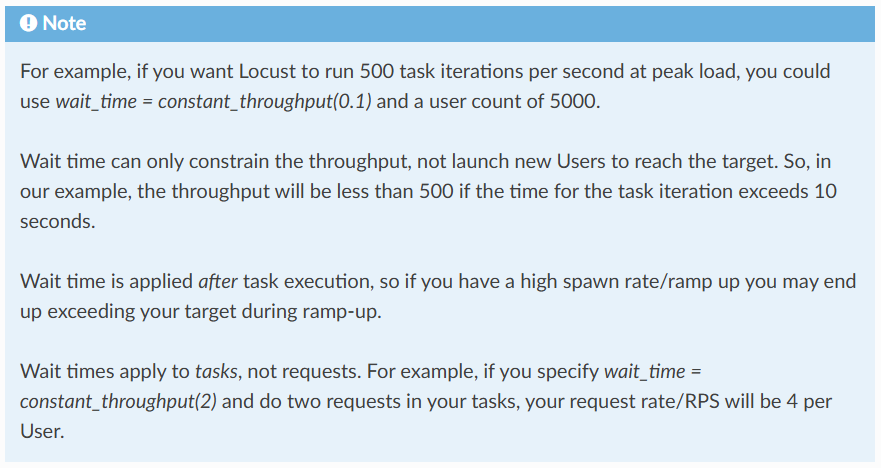 Note
For example, if you want Locust to run 500 task iterations per second at peak load, you could
use wait_time = constant_throughput(0.1) and a user count of 5000.
Wait time can only constrain the throughput, not launch new Users to reach the target. So, in
our example, the throughput will be less than 500 if the time for the task iteration exceeds 10
seconds.
Wait time is applied after task execution, so if you have a high spawn rate/ramp up you may end
up exceeding your target during ramp-up.
Wait times apply to tasks, not requests. For example, if you specify wait_time =
constant_throughput(2) and do two requests in your tasks, your request rate/RPS will be 4 per
User.